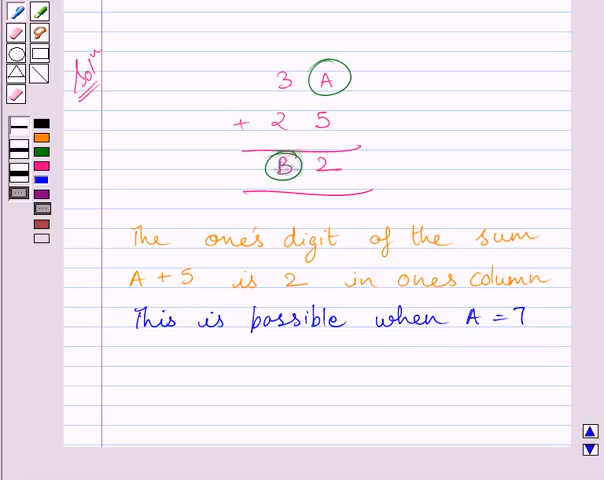 Solⁿ
3 A
+ 2 5
B 2
The one's digit of the sum
A + 5 is 2 in ones column
This is possible when A = 7